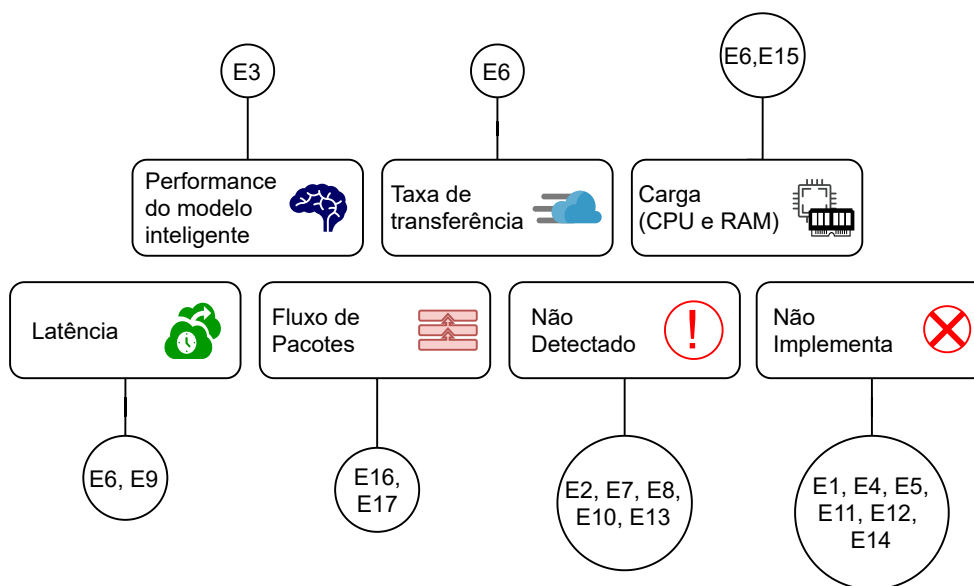 E3
E6
E6,E15
Performance
do modelo
inteligente
Taxa de
transferência
Carga
(CPU e RAM)
Latência
Fluxo de
Pacotes
Não
Detectado
!
Não
Implementa
E6, E9
E16,
E17
E2, E7, E8,
E10, E13
E1, E4, E5,
E11, E12,
E14